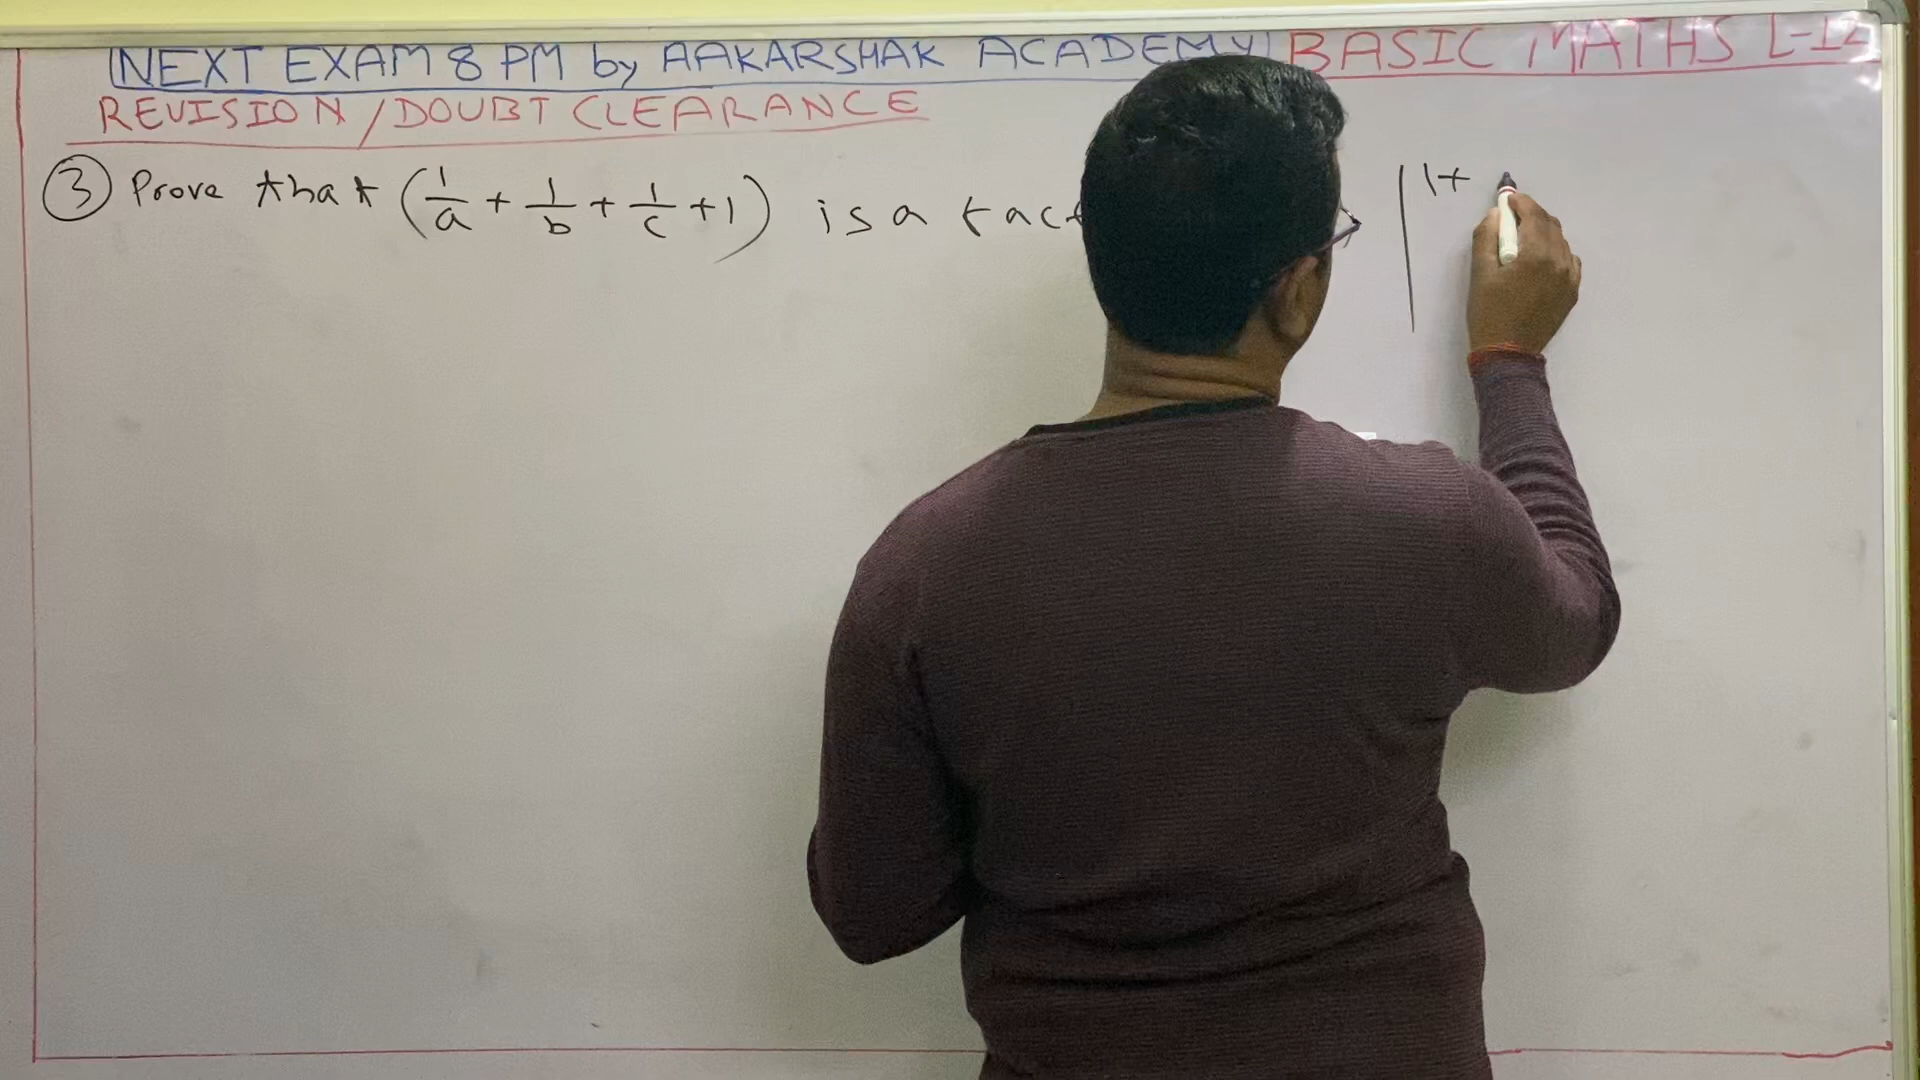 NEXT EXAM 8 PM by AAKARSHAK ACADEMY BASIC MATHS L-12
REVISION/DOUBT CLEARANCE
③ Prove that (1/a + 1/b + 1/c + 1) is a fact |1+